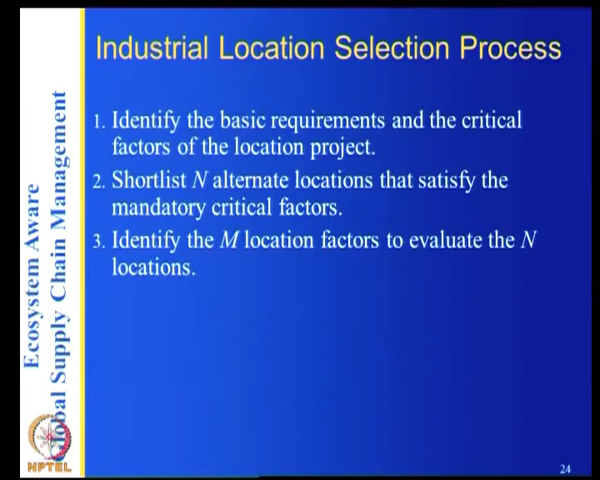 Industrial Location Selection Process
1. Identify the basic requirements and the critical
factors of the location project.
2. Shortlist N alternate locations that satisfy the
mandatory critical factors.
3. Identify the M location factors to evaluate the N
locations.
Ecosystem Aware
Global Supply Chain Management
NPTEL
24